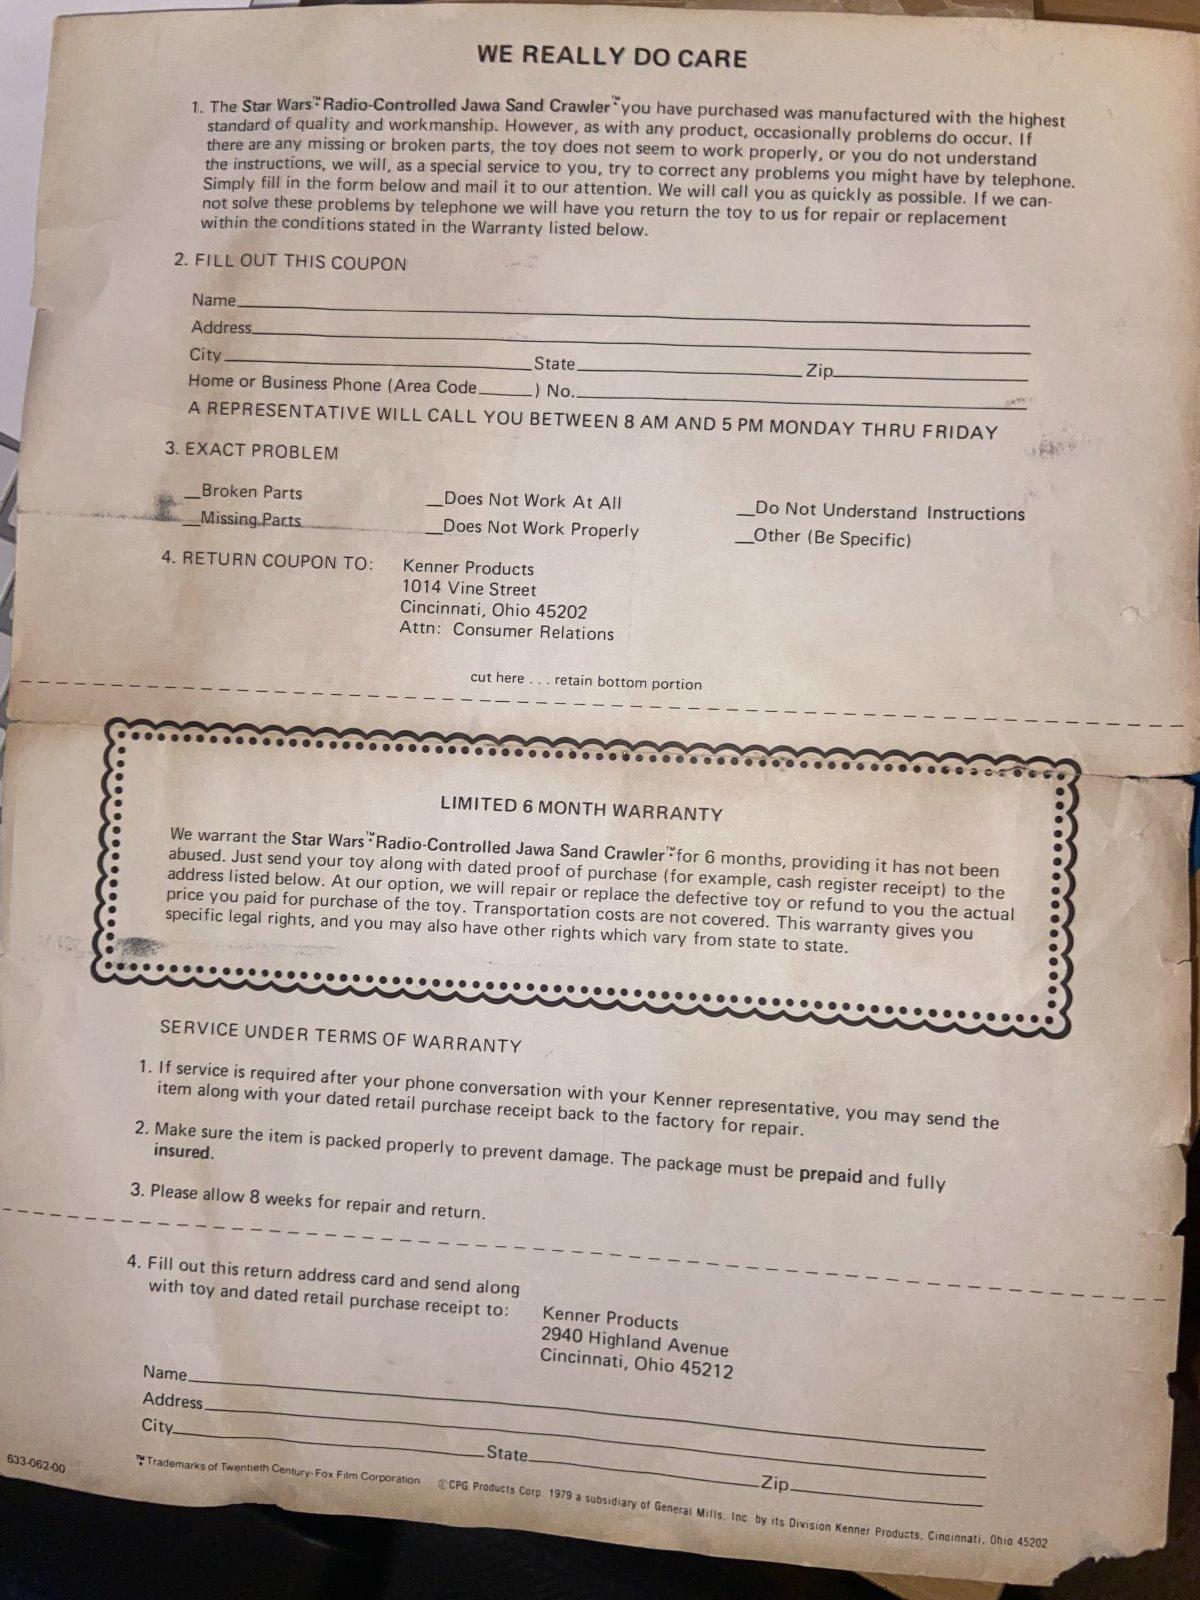 WE REALLY DO CARE
1. The Star Wars™ Radio-Controlled Jawa Sand Crawler™ you have purchased was manufactured with the highest
standard of quality and workmanship. However, as with any product, occasionally problems do occur. If
there are any missing or broken parts, the toy does not seem to work properly, or you do not understand
the instructions, we will, as a special service to you, try to correct any problems you might have by telephone.
Simply fill in the form below and mail it to our attention. We will call you as quickly as possible. If we can-
not solve these problems by telephone we will have you return the toy to us for repair or replacement
within the conditions stated in the Warranty listed below.
2. FILL OUT THIS COUPON
Name
Address
City State Zip
Home or Business Phone (Area Code ) No.
A REPRESENTATIVE WILL CALL YOU BETWEEN 8 AM AND 5 PM MONDAY THRU FRIDAY
3. EXACT PROBLEM
__Broken Parts __Does Not Work At All __Do Not Understand Instructions
__Missing Parts __Does Not Work Properly __Other (Be Specific)
4. RETURN COUPON TO: Kenner Products
1014 Vine Street
Cincinnati, Ohio 45202
Attn: Consumer Relations
cut here . . . retain bottom portion
LIMITED 6 MONTH WARRANTY
We warrant the Star Wars™ Radio-Controlled Jawa Sand Crawler™ for 6 months, providing it has not been
abused. Just send your toy along with dated proof of purchase (for example, cash register receipt) to the
address listed below. At our option, we will repair or replace the defective toy or refund to you the actual
price you paid for purchase of the toy. Transportation costs are not covered. This warranty gives you
specific legal rights, and you may also have other rights which vary from state to state.
SERVICE UNDER TERMS OF WARRANTY
1. If service is required after your phone conversation with your Kenner representative, you may send the
item along with your dated retail purchase receipt back to the factory for repair.
2. Make sure the item is packed properly to prevent damage. The package must be prepaid and fully
insured.
3. Please allow 8 weeks for repair and return.
4. Fill out this return address card and send along
with toy and dated retail purchase receipt to:
Kenner Products
2940 Highland Avenue
Cincinnati, Ohio 45212
Name
Address
City State Zip
633-062-00
™ Trademarks of Twentieth Century-Fox Film Corporation ©CPG Products Corp. 1979 a subsidiary of General Mills, Inc. by its Division Kenner Products, Cincinnati, Ohio 45202